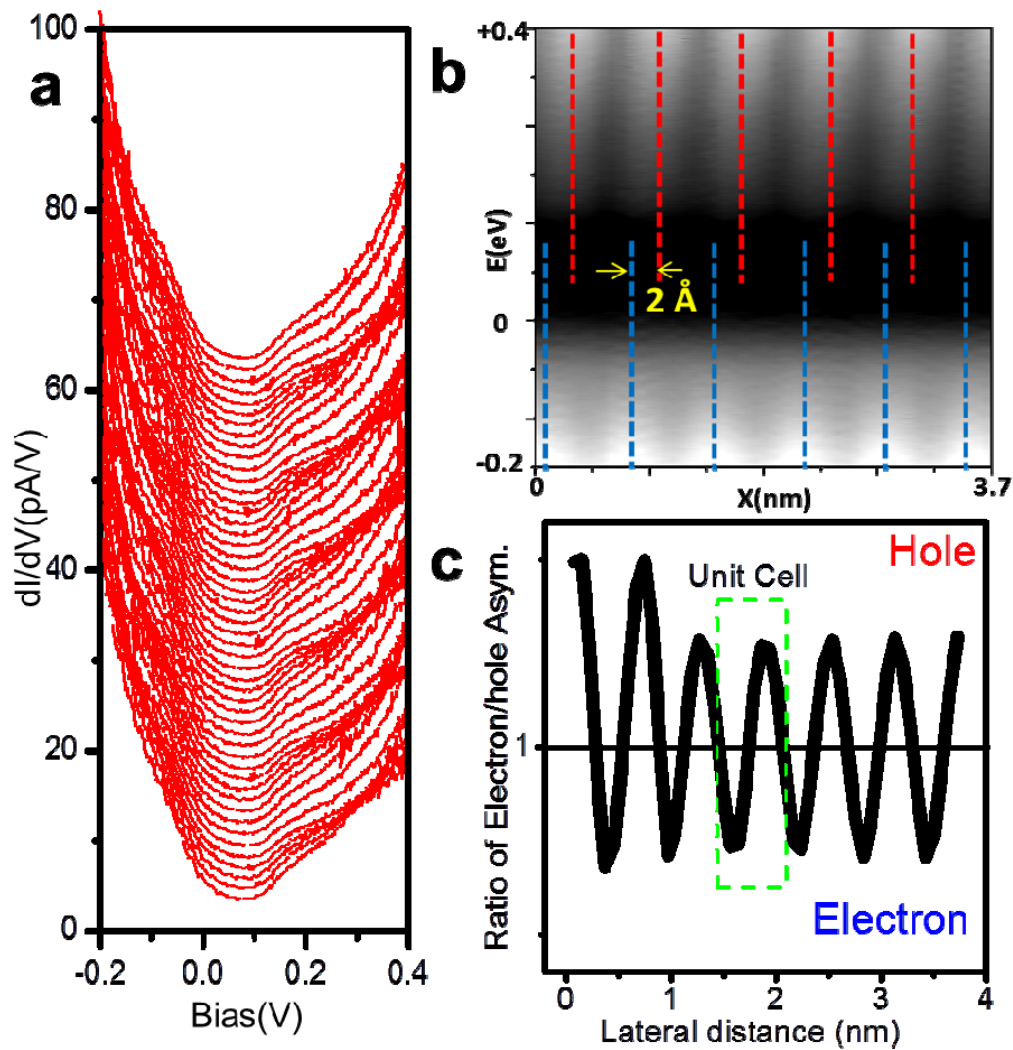 a
100
80
60
40
20
0
dI/dV(pA/V)
-0.2
0.0
0.2
0.4
Bias(V)
b
+0.4
0
-0.2
E(eV)
2 Å
0
X(nm)
3.7
c
Hole
Unit Cell
1
Ratio of Electron/hole Asym.
Electron
0
1
2
3
4
Lateral distance (nm)